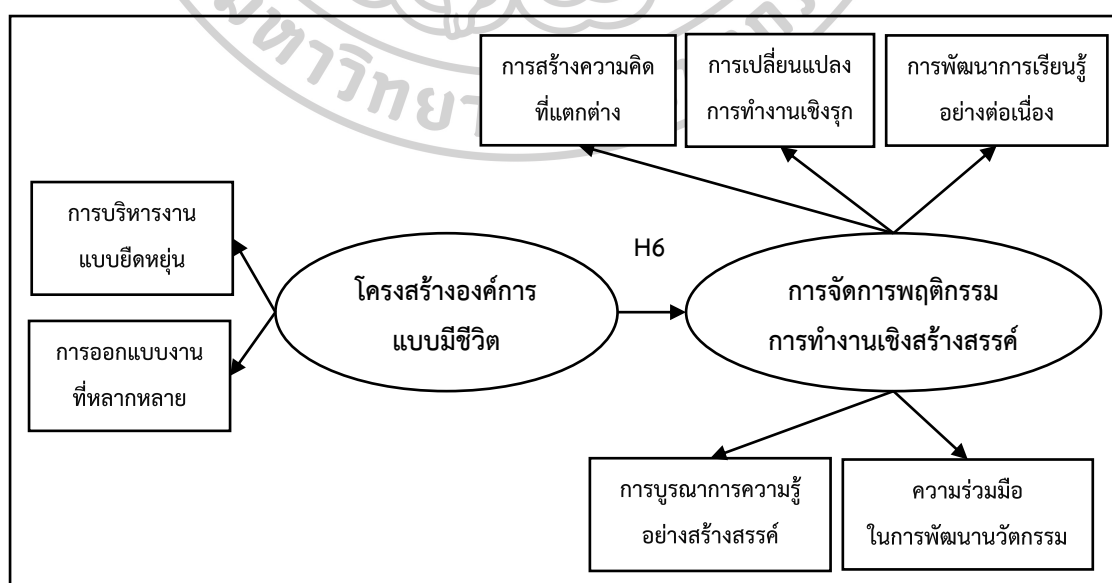 มหาวิทยา
การสร้างความคิด
ที่แตกต่าง
การเปลี่ยนแปลง
การทำงานเชิงรุก
การพัฒนาการเรียนรู้
อย่างต่อเนื่อง
การบริหารงาน
แบบยืดหยุ่น
การออกแบบงาน
ที่หลากหลาย
โครงสร้างองค์การ
แบบมีชีวิต
H6
การจัดการพฤติกรรม
การทำงานเชิงสร้างสรรค์
การบูรณาการความรู้
อย่างสร้างสรรค์
ความร่วมมือ
ในการพัฒนานวัตกรรม